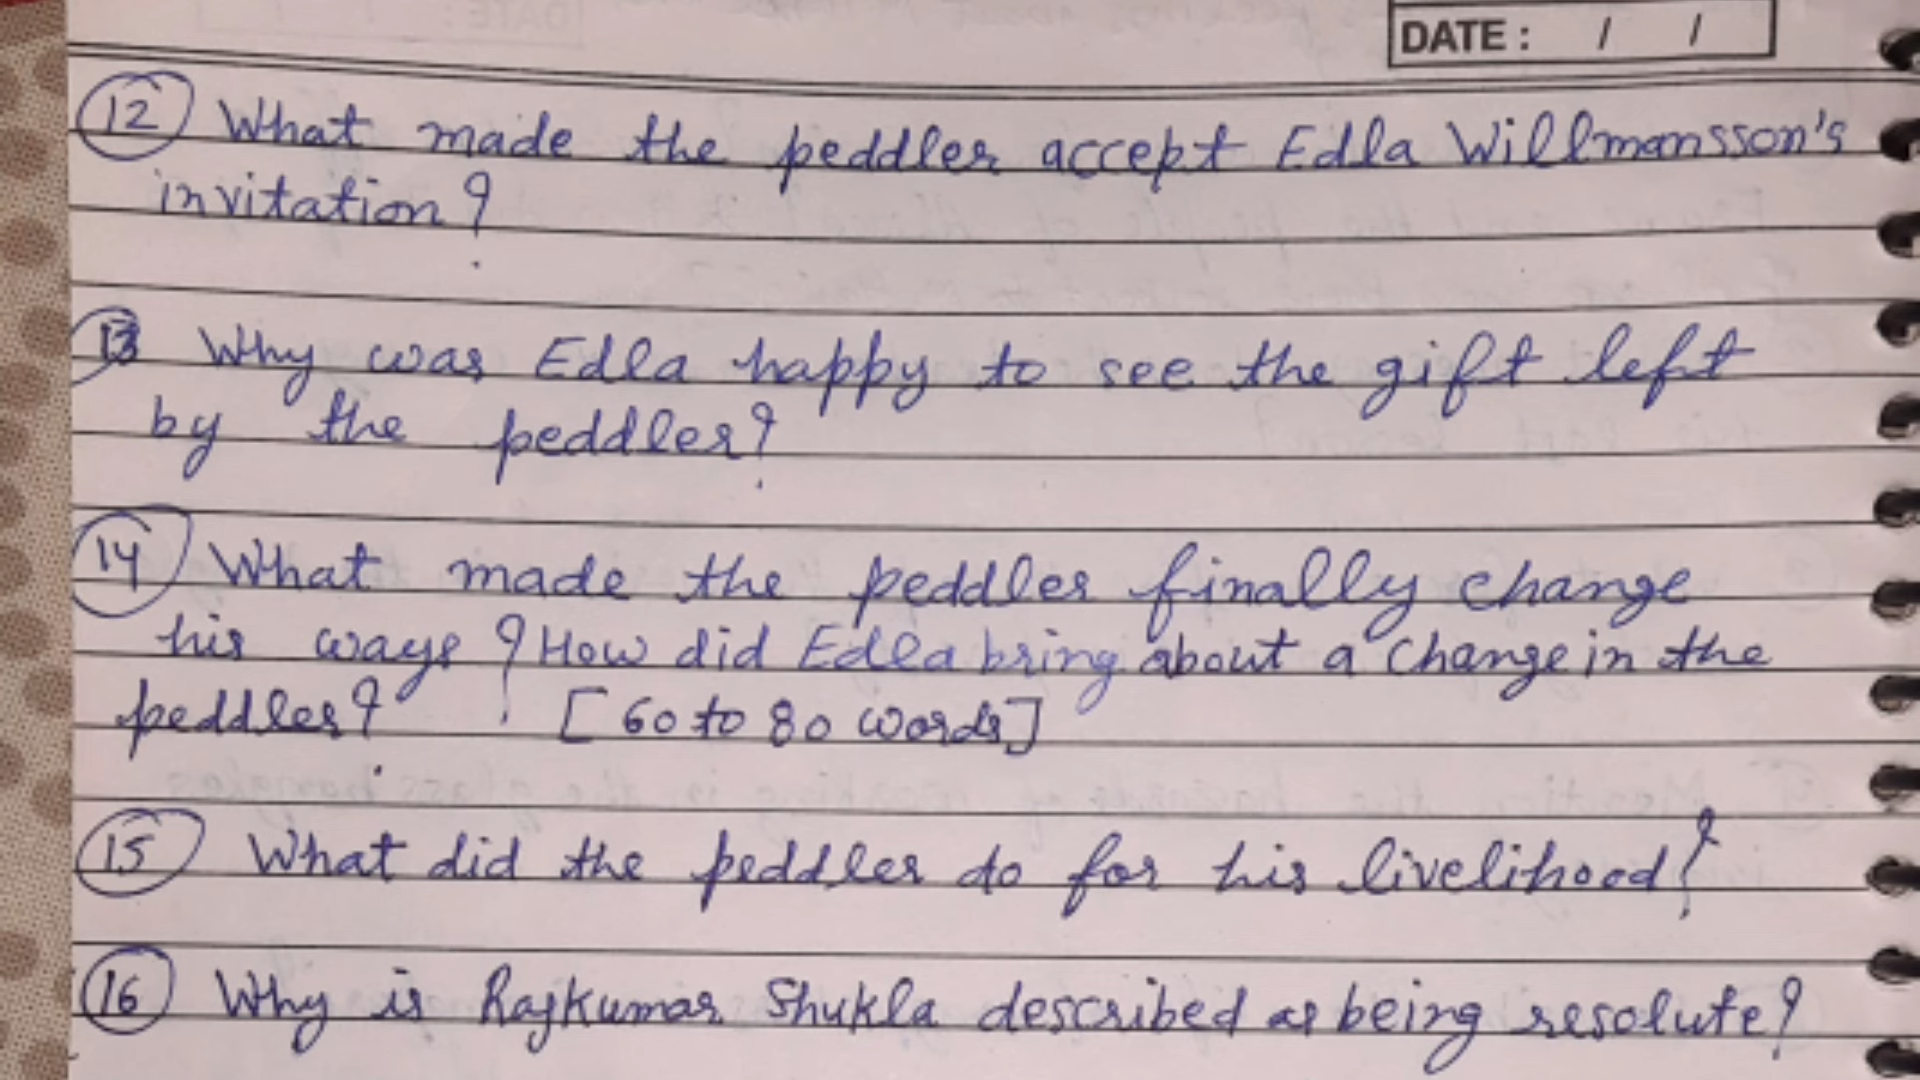 DATE : / /
12 What made the peddler accept Edla Willmansson's
invitation?
13 Why was Edla happy to see the gift left
by the peddler?
14 What made the peddler finally change
his ways? How did Edla bring about a change in the
peddler? [60 to 80 words]
15 What did the peddler do for his livelihood?
16 Why is Rajkumar Shukla described as being resolute?